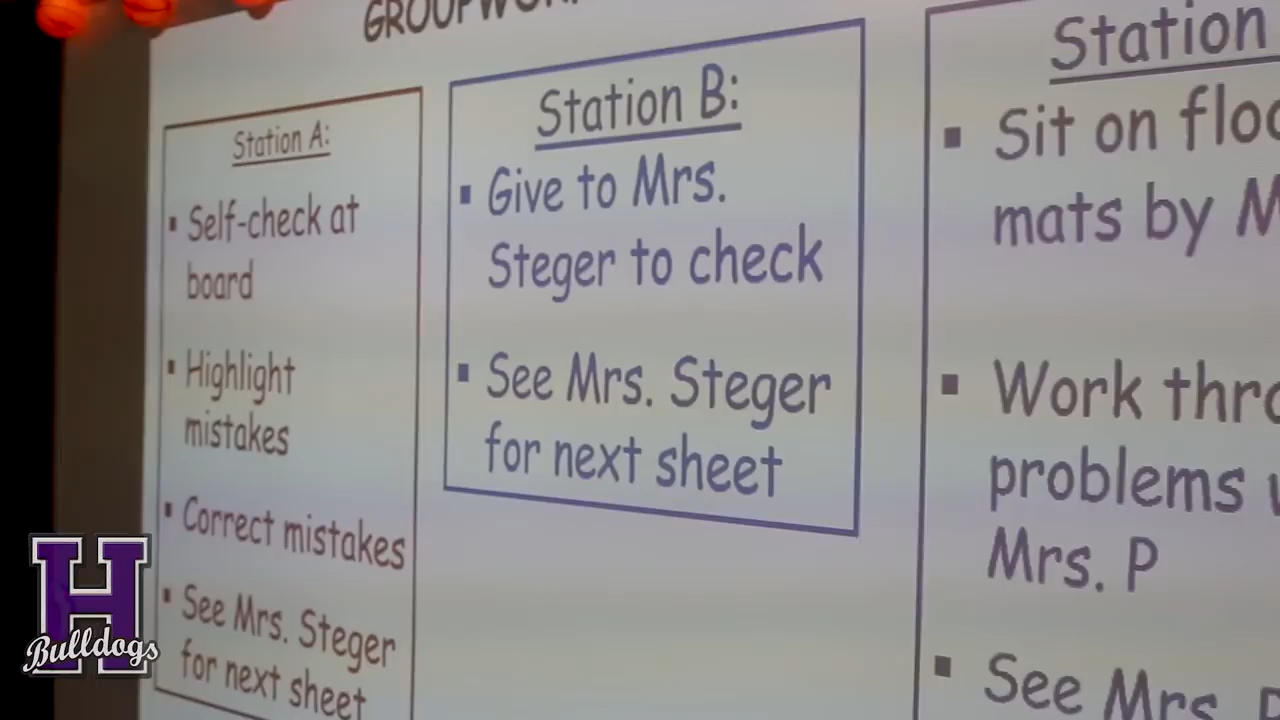 GROUPWORK
Station A:
▪ Self-check at
board
▪ Highlight
mistakes
▪ Correct mistakes
▪ See Mrs. Steger
for next sheet
Station B:
▪ Give to Mrs.
Steger to check
▪ See Mrs. Steger
for next sheet
Station
▪ Sit on
mats by
▪ Work
problems
Mrs. P
▪ See Mrs.
H
Bulldogs